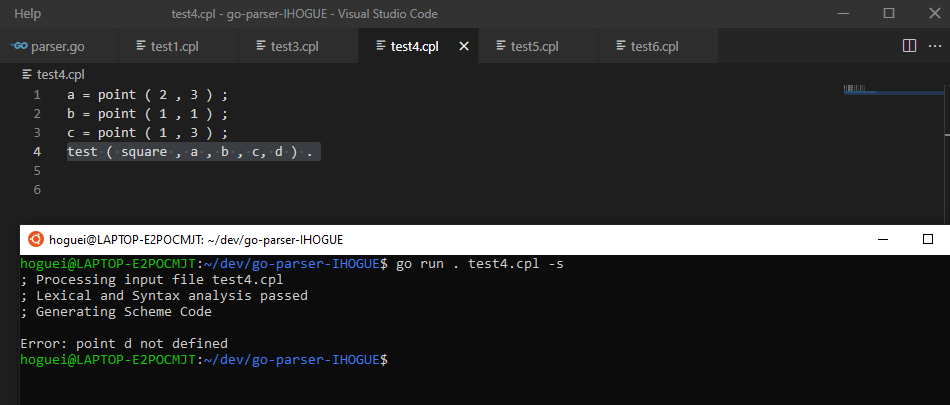 Help
test4.cpl - go-parser-IHOGUE - Visual Studio Code
parser.go
test1.cpl
test3.cpl
test4.cpl
test5.cpl
test6.cpl
test4.cpl
1 a = point ( 2 , 3 ) ;
2 b = point ( 1 , 1 ) ;
3 c = point ( 1 , 3 ) ;
4 test ( square , a , b , c, d ) .
5
6
hoguei@LAPTOP-E2POCMJT: ~/dev/go-parser-IHOGUE
hoguei@LAPTOP-E2POCMJT:~/dev/go-parser-IHOGUE$ go run . test4.cpl -s
; Processing input file test4.cpl
; Lexical and Syntax analysis passed
; Generating Scheme Code
Error: point d not defined
hoguei@LAPTOP-E2POCMJT:~/dev/go-parser-IHOGUE$